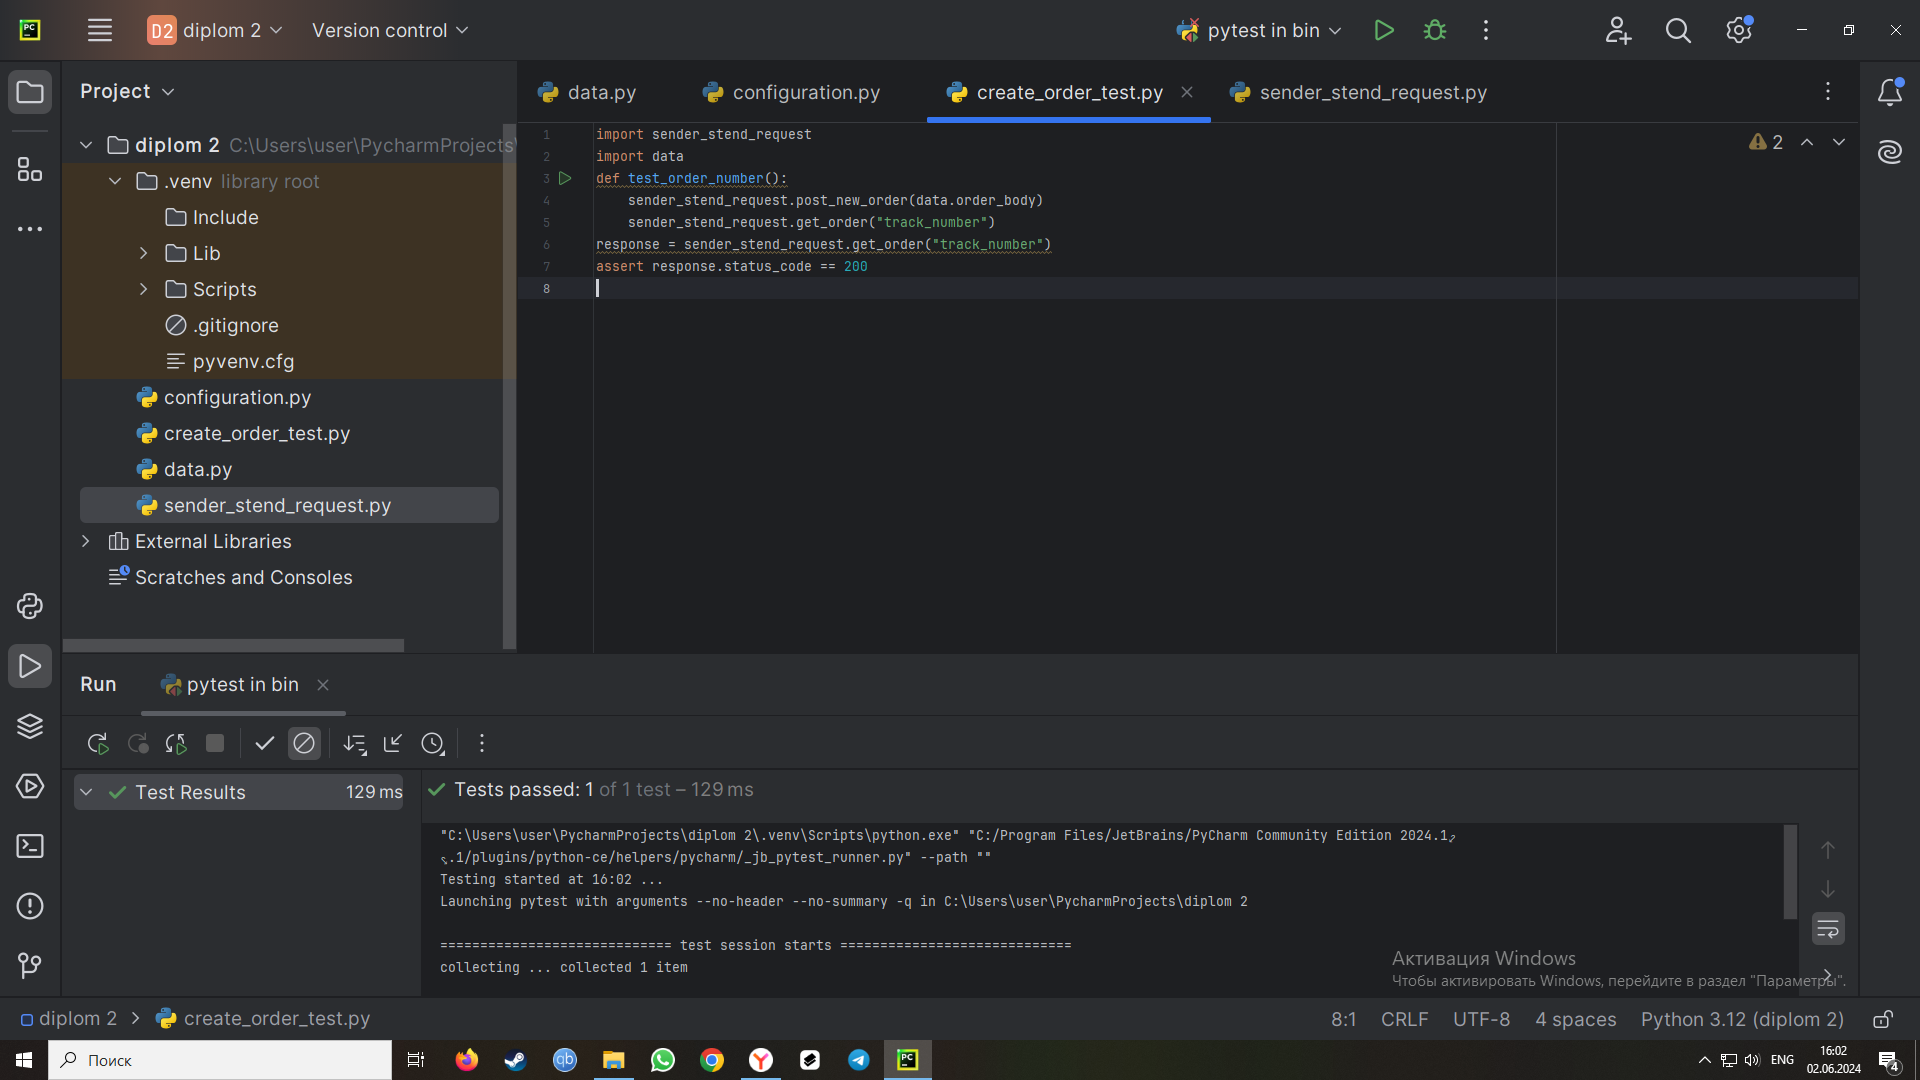 PC
D2 diplom 2
Version control
pytest in bin
Project
diplom 2 C:\Users\user\PycharmProjects\
.venv library root
Include
Lib
Scripts
.gitignore
pyvenv.cfg
configuration.py
create_order_test.py
data.py
sender_stend_request.py
External Libraries
Scratches and Consoles
data.py
configuration.py
create_order_test.py
sender_stend_request.py
2
1 import sender_stend_request
2 import data
3 def test_order_number():
4 sender_stend_request.post_new_order(data.order_body)
5 sender_stend_request.get_order("track_number")
6 response = sender_stend_request.get_order("track_number")
7 assert response.status_code == 200
8
Run
pytest in bin
Test Results 129 ms
Tests passed: 1 of 1 test – 129 ms
"C:\Users\user\PycharmProjects\diplom 2\.venv\Scripts\python.exe" "C:/Program Files/JetBrains/PyCharm Community Edition 2024.1
.1/plugins/python-ce/helpers/pycharm/_jb_pytest_runner.py" --path ""
Testing started at 16:02 ...
Launching pytest with arguments --no-header --no-summary -q in C:\Users\user\PycharmProjects\diplom 2
============================= test session starts =============================
collecting ... collected 1 item
Активация Windows
Чтобы активировать Windows, перейдите в раздел "Параметры".
diplom 2 > create_order_test.py
8:1 CRLF UTF-8 4 spaces Python 3.12 (diplom 2)
Поиск
qb
PC
ENG
16:02
02.06.2024
4